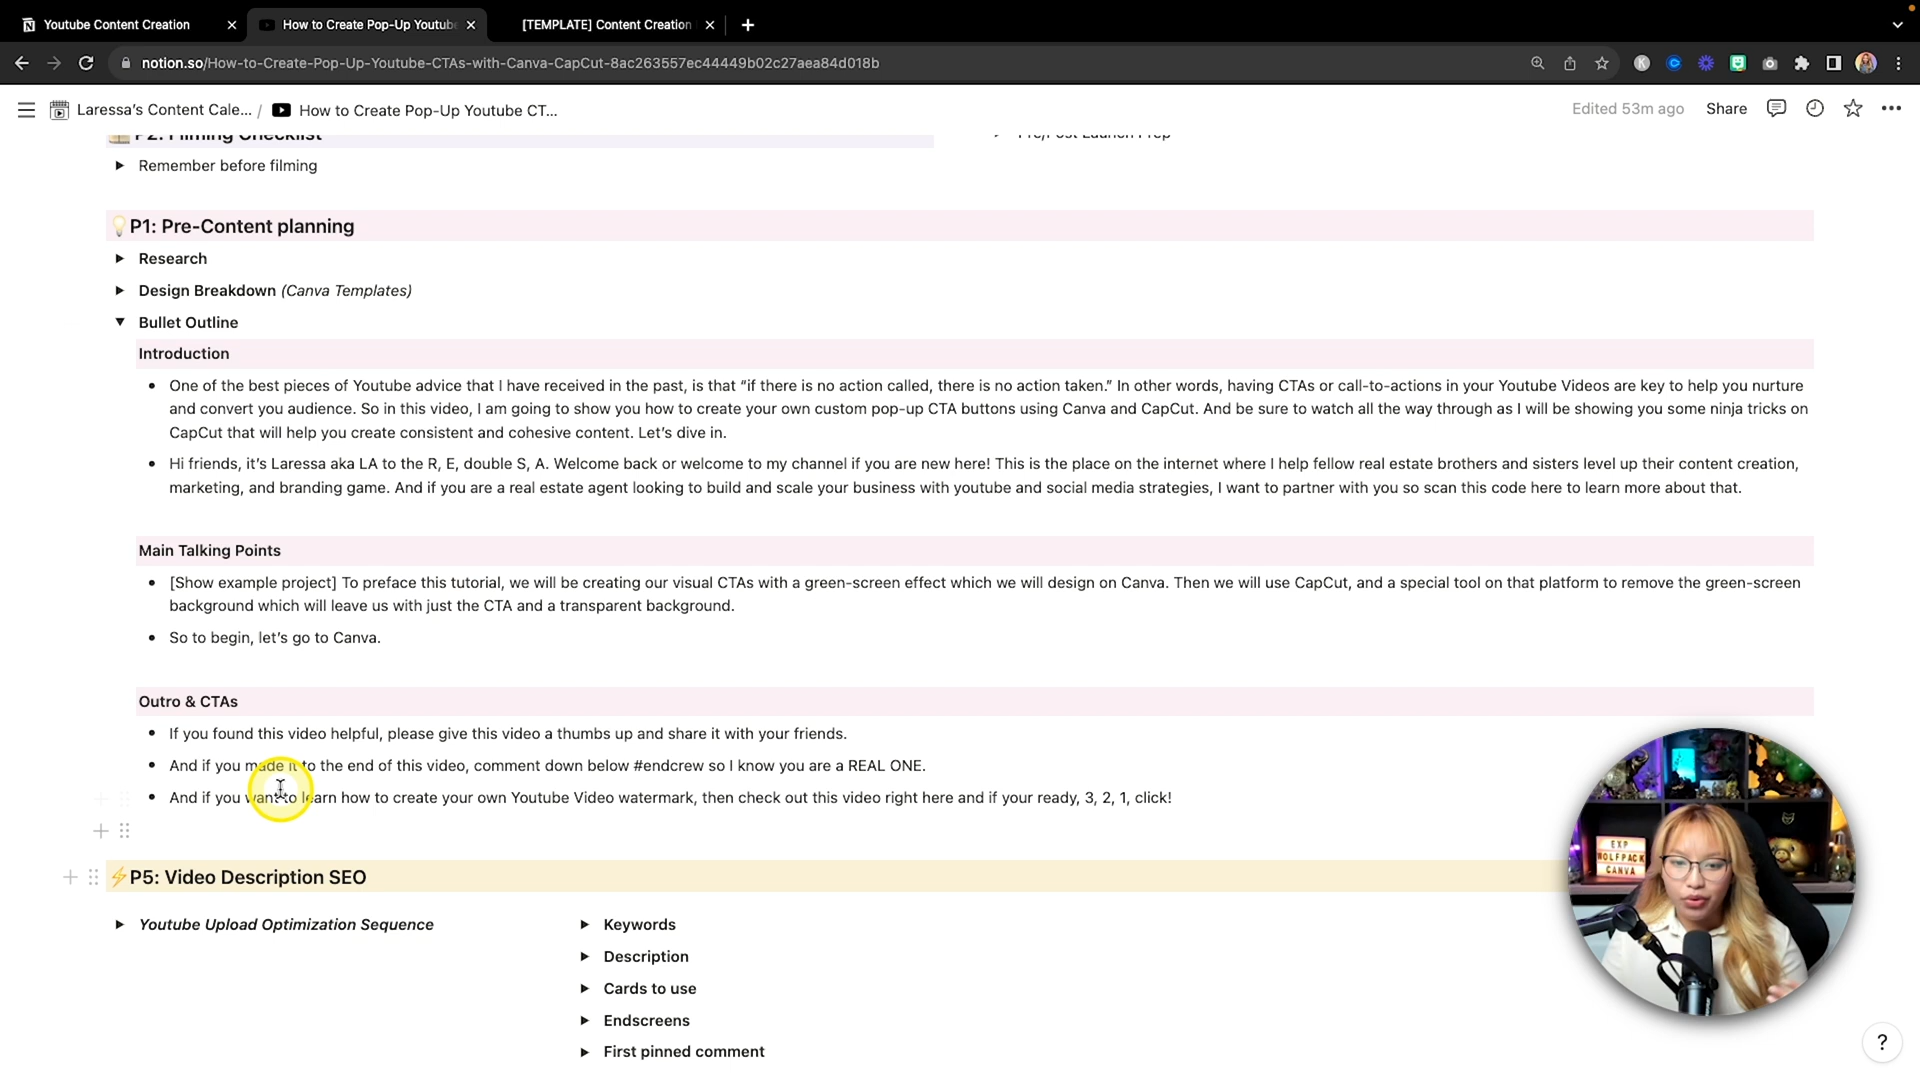 Youtube Content Creation
How to Create Pop-Up Youtub
[TEMPLATE] Content Creation
notion.so/How-to-Create-Pop-Up-Youtube-CTAs-with-Canva-CapCut-8ac263557ec44449b02c27aea84d018b
Laressa's Content Cale... / How to Create Pop-Up Youtube CT...
Edited 53m ago
Share
P2: Filming Checklist
Pre/Post Launch Prep
Remember before filming
P1: Pre-Content planning
Research
Design Breakdown (Canva Templates)
Bullet Outline
Introduction
One of the best pieces of Youtube advice that I have received in the past, is that “if there is no action called, there is no action taken.” In other words, having CTAs or call-to-actions in your Youtube Videos are key to help you nurture
and convert you audience. So in this video, I am going to show you how to create your own custom pop-up CTA buttons using Canva and CapCut. And be sure to watch all the way through as I will be showing you some ninja tricks on
CapCut that will help you create consistent and cohesive content. Let's dive in.
Hi friends, it's Laressa aka LA to the R, E, double S, A. Welcome back or welcome to my channel if you are new here! This is the place on the internet where I help fellow real estate brothers and sisters level up their content creation,
marketing, and branding game. And if you are a real estate agent looking to build and scale your business with youtube and social media strategies, I want to partner with you so scan this code here to learn more about that.
Main Talking Points
[Show example project] To preface this tutorial, we will be creating our visual CTAs with a green-screen effect which we will design on Canva. Then we will use CapCut, and a special tool on that platform to remove the green-screen
background which will leave us with just the CTA and a transparent background.
So to begin, let's go to Canva.
Outro & CTAs
If you found this video helpful, please give this video a thumbs up and share it with your friends.
And if you made it to the end of this video, comment down below #endcrew so I know you are a REAL ONE.
And if you want to learn how to create your own Youtube Video watermark, then check out this video right here and if your ready, 3, 2, 1, click!
P5: Video Description SEO
Youtube Upload Optimization Sequence
Keywords
Description
Cards to use
Endscreens
First pinned comment
EXP
WOLFPACK
CANVA
?